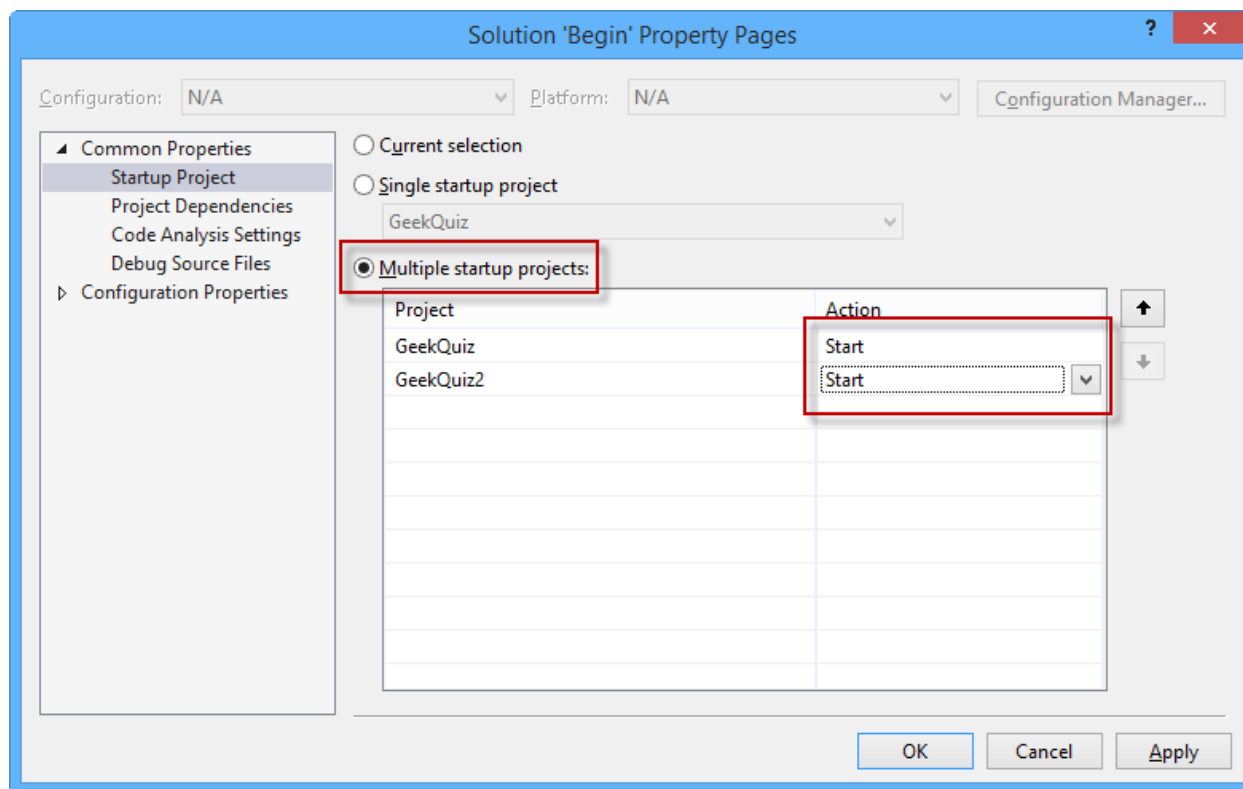 Solution 'Begin' Property Pages
?
Configuration: N/A Platform: N/A Configuration Manager...
Common Properties
Startup Project
Project Dependencies
Code Analysis Settings
Debug Source Files
Configuration Properties
Current selection
Single startup project
GeekQuiz
Multiple startup projects:
Project Action
GeekQuiz Start
GeekQuiz2 Start
OK Cancel Apply